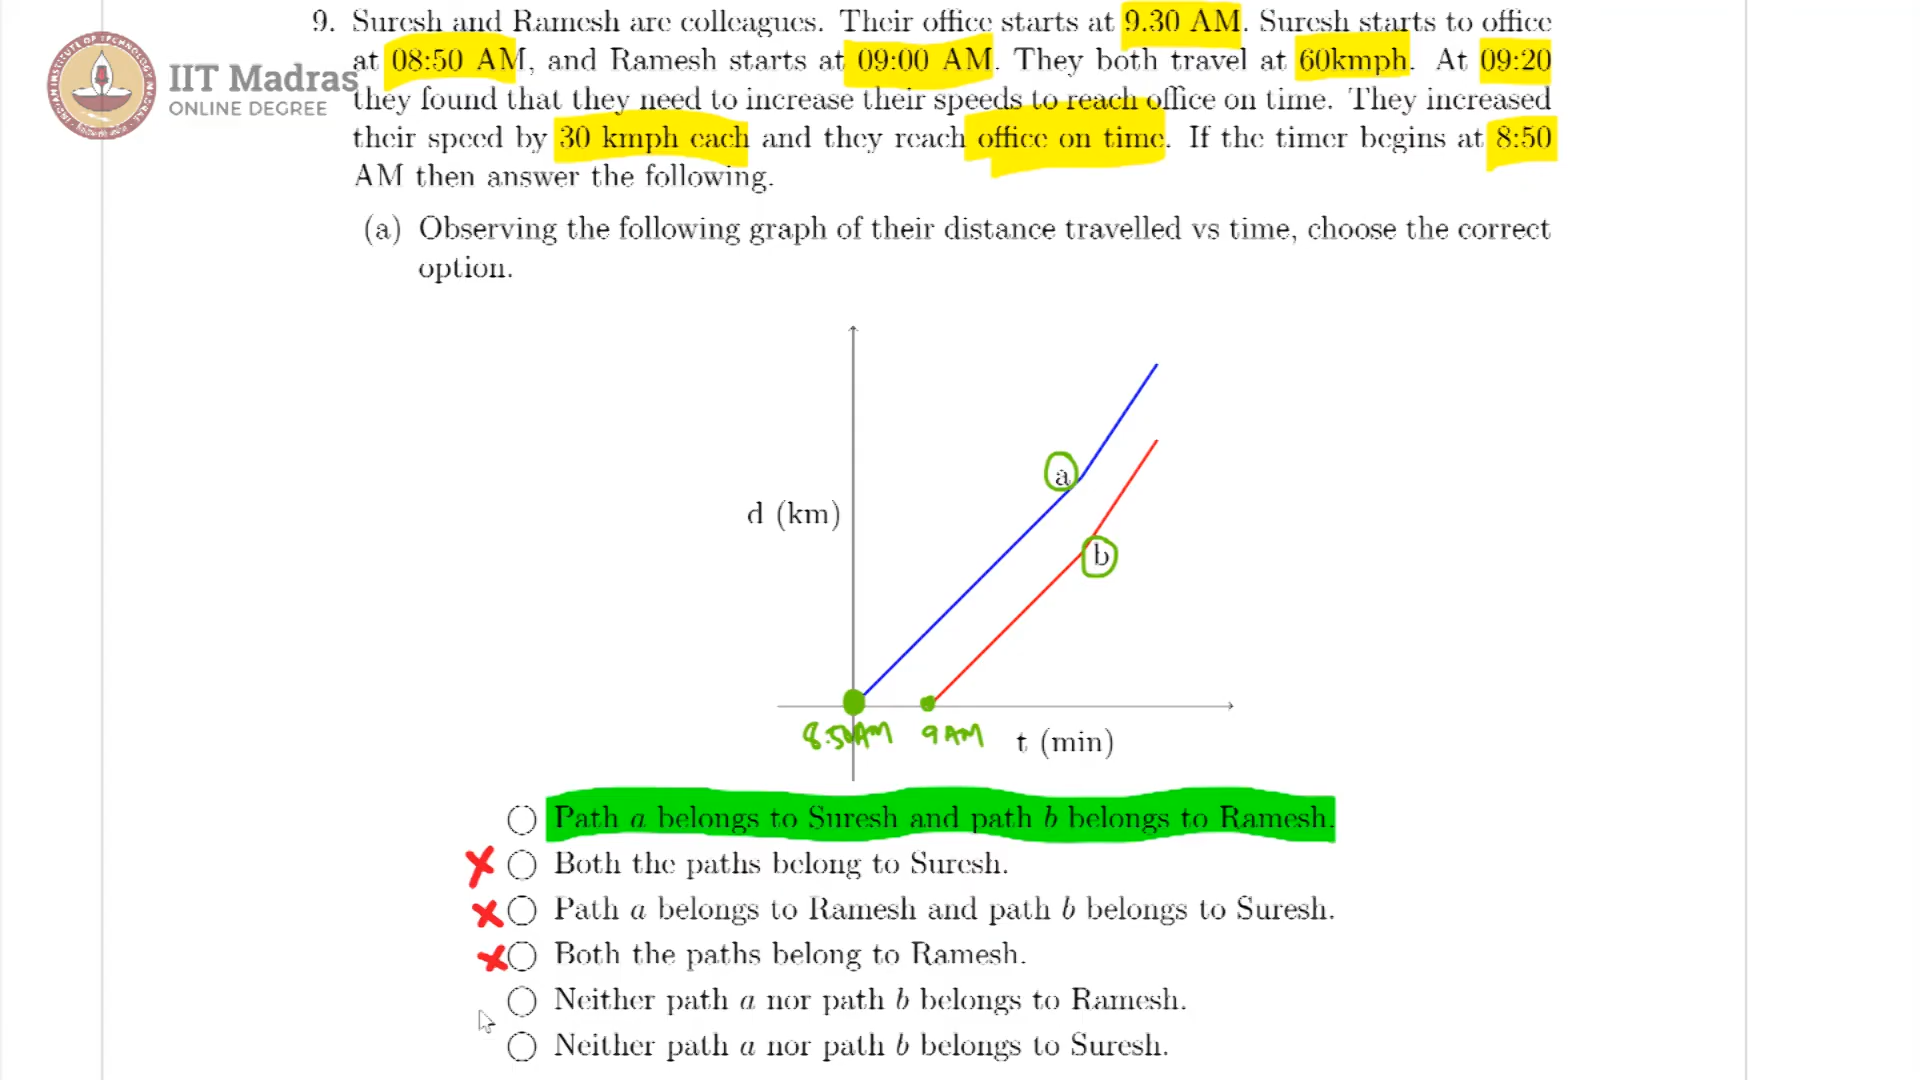 IIT Madras
ONLINE DEGREE
9. Suresh and Ramesh are colleagues. Their office starts at 9.30 AM. Suresh starts to office
at 08:50 AM, and Ramesh starts at 09:00 AM. They both travel at 60kmph. At 09:20
they found that they need to increase their speeds to reach office on time. They increased
their speed by 30 kmph each and they reach office on time. If the timer begins at 8:50
AM then answer the following.
(a) Observing the following graph of their distance travelled vs time, choose the correct
option.
a
d (km)
b
8:50AM 9AM t (min)
Path a belongs to Suresh and path b belongs to Ramesh.
Both the paths belong to Suresh.
Path a belongs to Ramesh and path b belongs to Suresh.
Both the paths belong to Ramesh.
Neither path a nor path b belongs to Ramesh.
Neither path a nor path b belongs to Suresh.